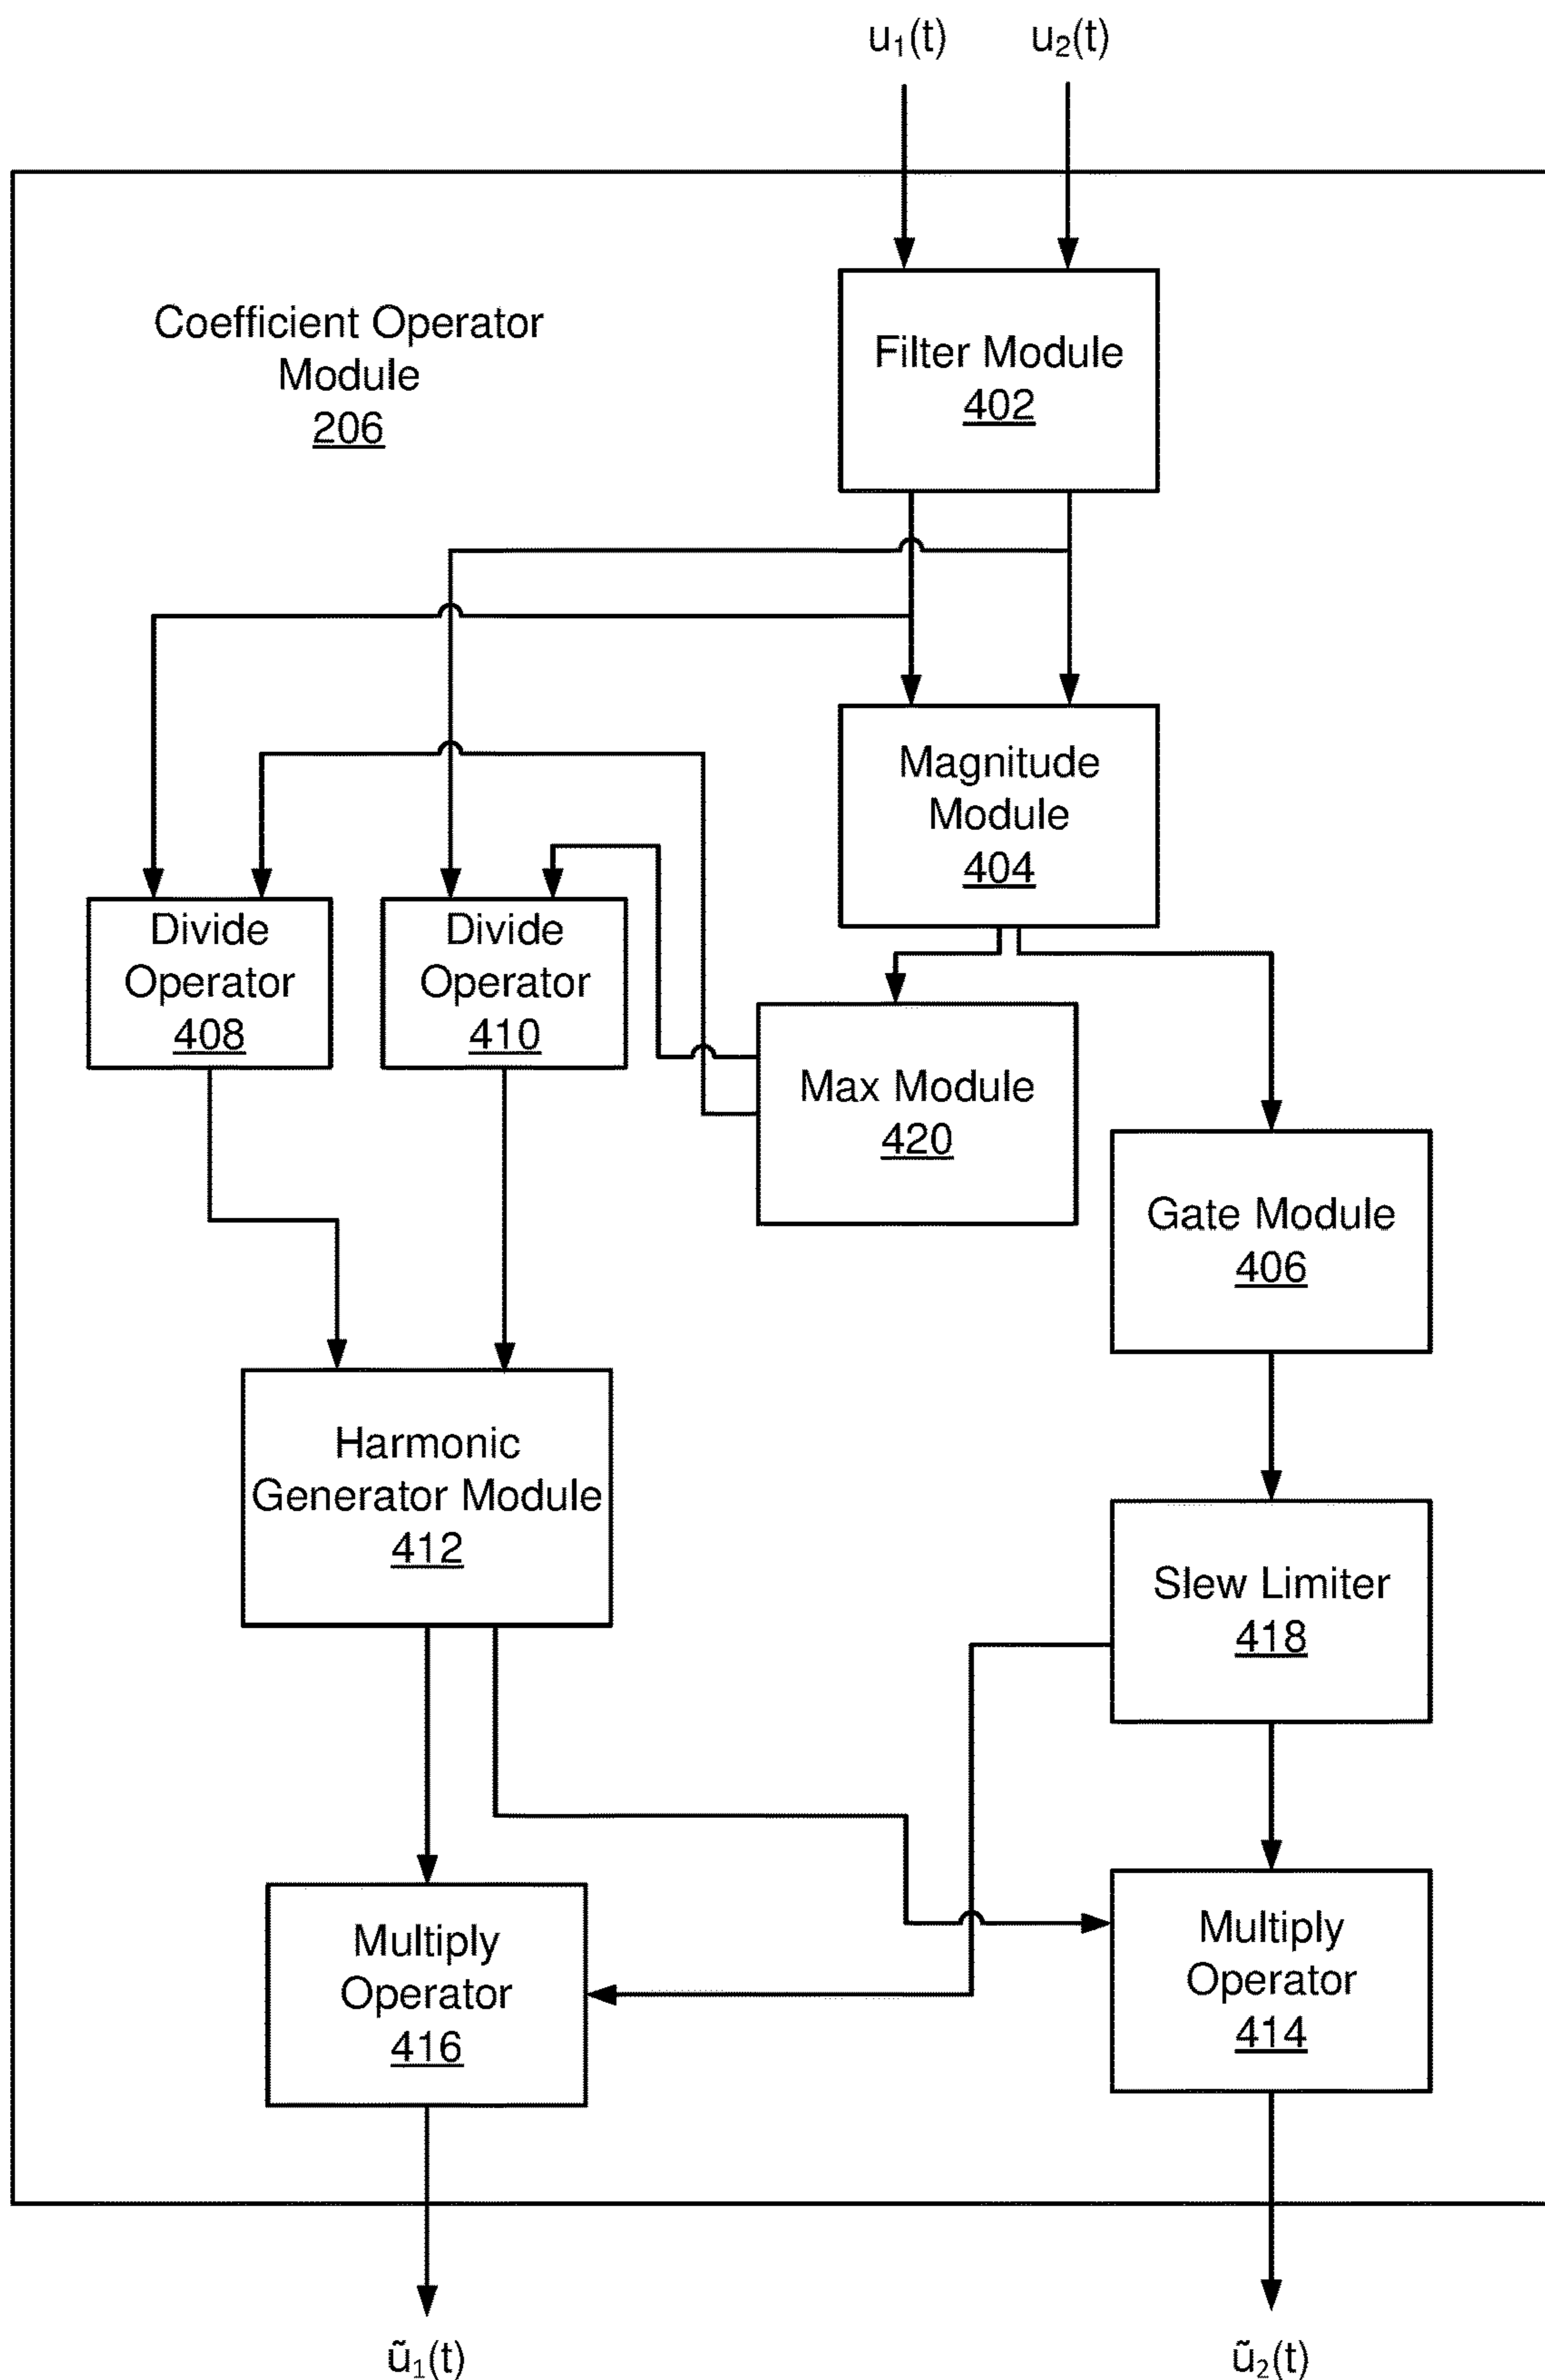 u₁(t) u₂(t)
Coefficient Operator
Module
206
Filter Module
402
Magnitude
Module
404
Divide
Operator
408
Divide
Operator
410
Max Module
420
Gate Module
406
Harmonic
Generator Module
412
Slew Limiter
418
Multiply
Operator
416
Multiply
Operator
414
ũ₁(t) ũ₂(t)